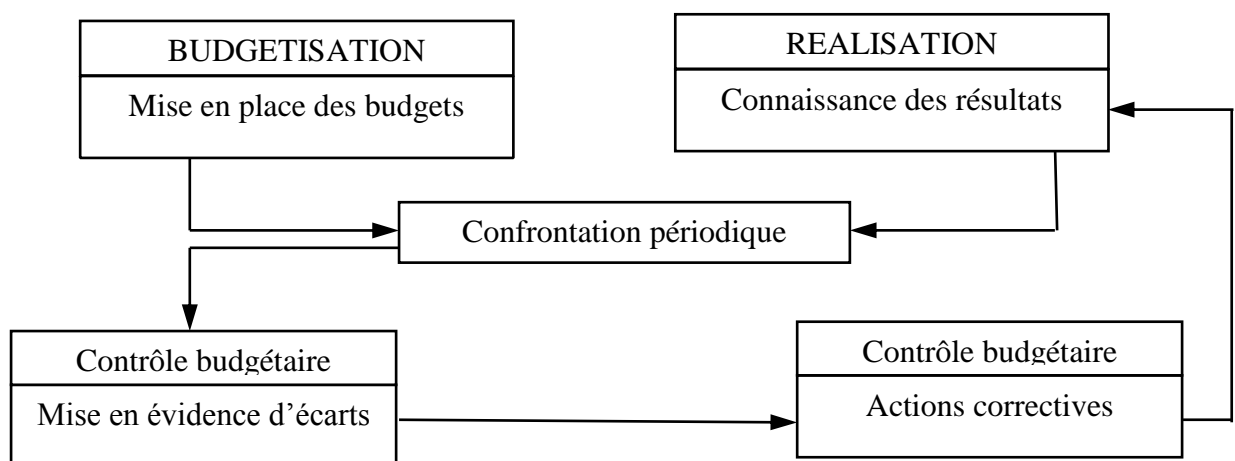 BUDGETISATION
Mise en place des budgets
REALISATION
Connaissance des résultats
Confrontation périodique
Contrôle budgétaire
Mise en évidence d’écarts
Contrôle budgétaire
Actions correctives